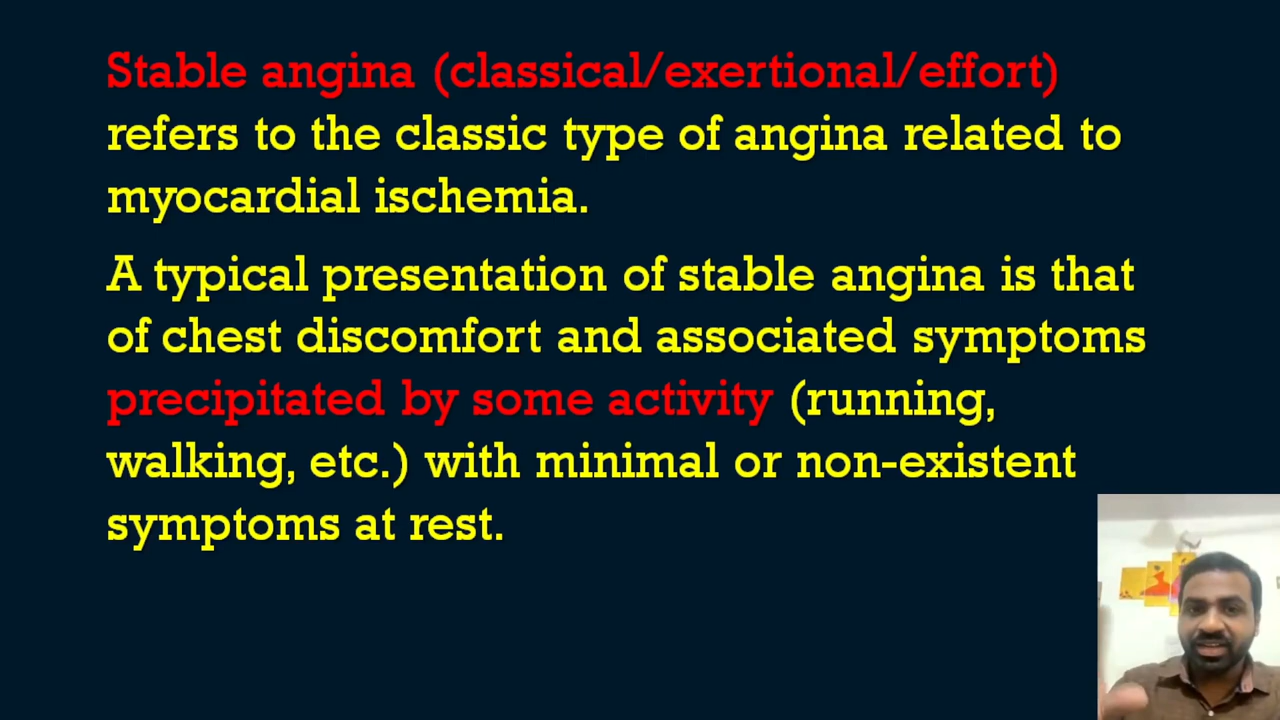 Stable angina (classical/exertional/effort)
refers to the classic type of angina related to
myocardial ischemia.
A typical presentation of stable angina is that
of chest discomfort and associated symptoms
precipitated by some activity (running,
walking, etc.) with minimal or non-existent
symptoms at rest.